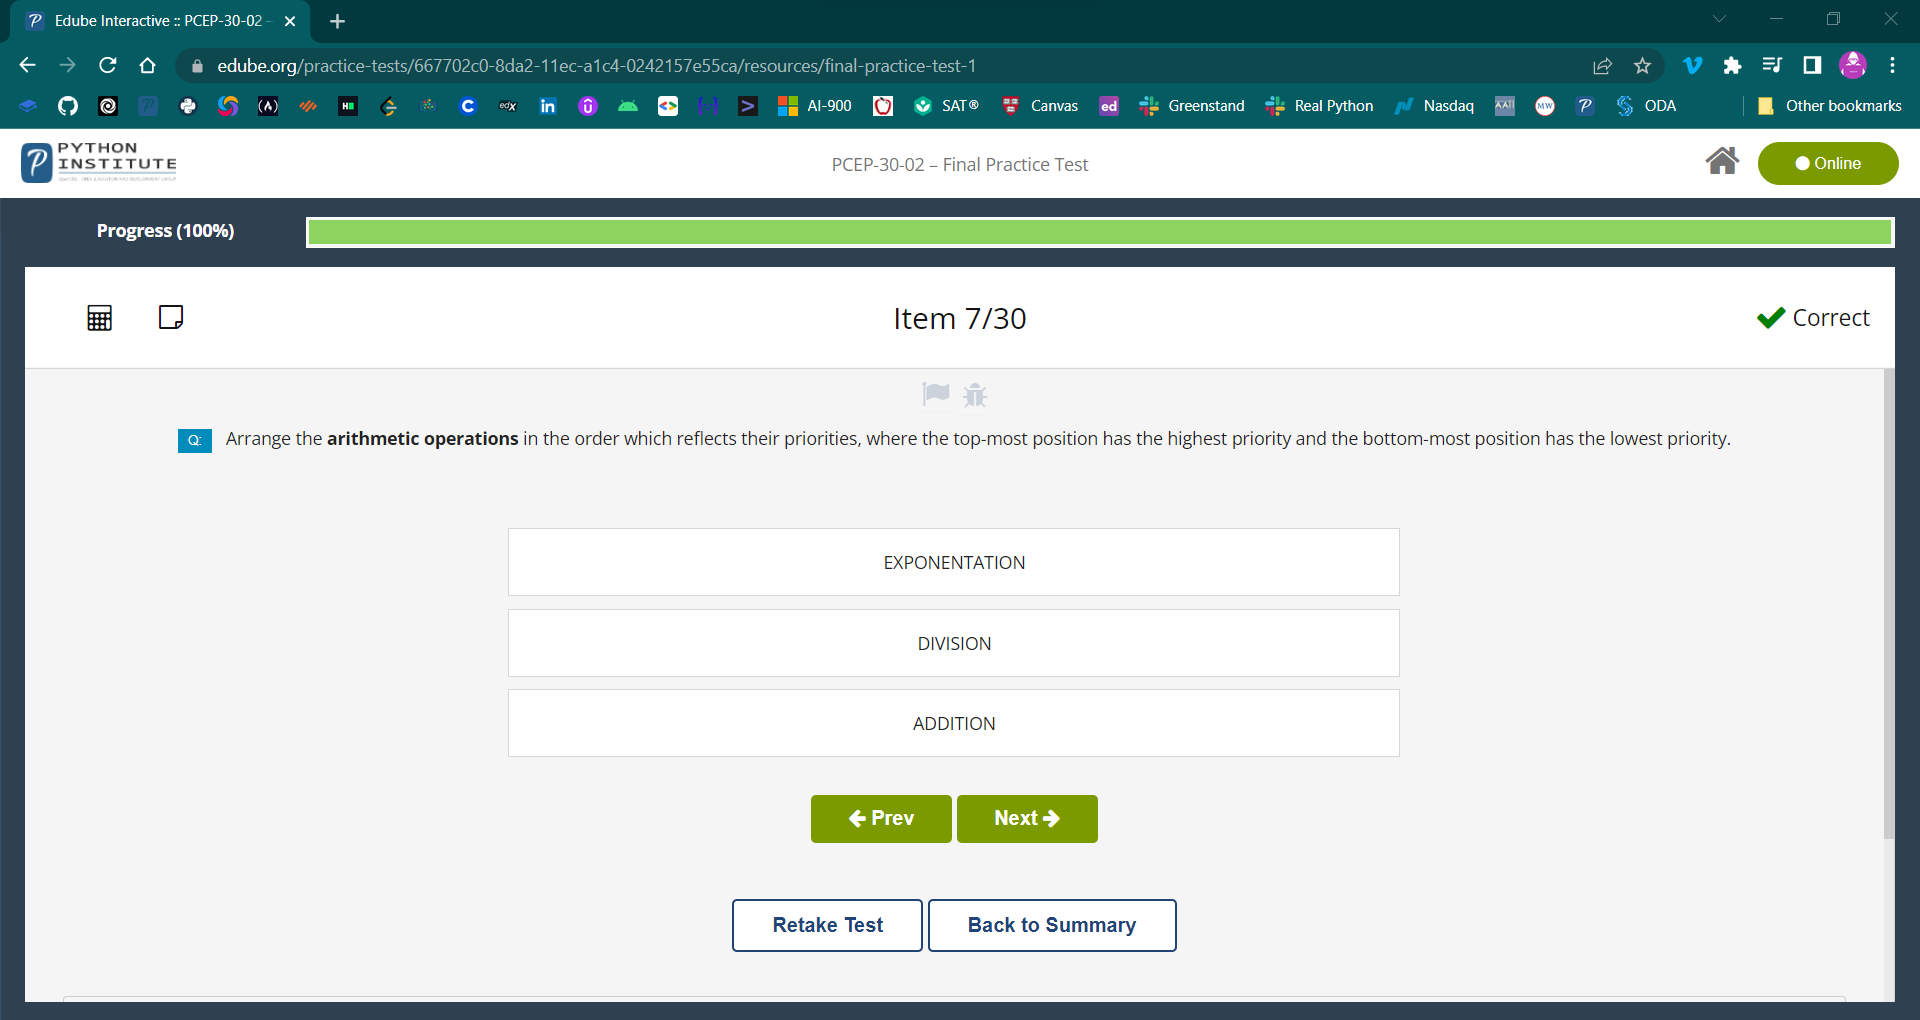 Edube Interactive :: PCEP-30-02 –
edube.org/practice-tests/667702c0-8da2-11ec-a1c4-0242157e55ca/resources/final-practice-test-1
AI-900
SAT®
Canvas
ed
Greenstand
Real Python
Nasdaq
MW
ODA
Other bookmarks
PYTHON
INSTITUTE
PCEP-30-02 – Final Practice Test
Online
Progress (100%)
Item 7/30
Correct
Q: Arrange the arithmetic operations in the order which reflects their priorities, where the top-most position has the highest priority and the bottom-most position has the lowest priority.
EXPONENTATION
DIVISION
ADDITION
Prev
Next
Retake Test
Back to Summary